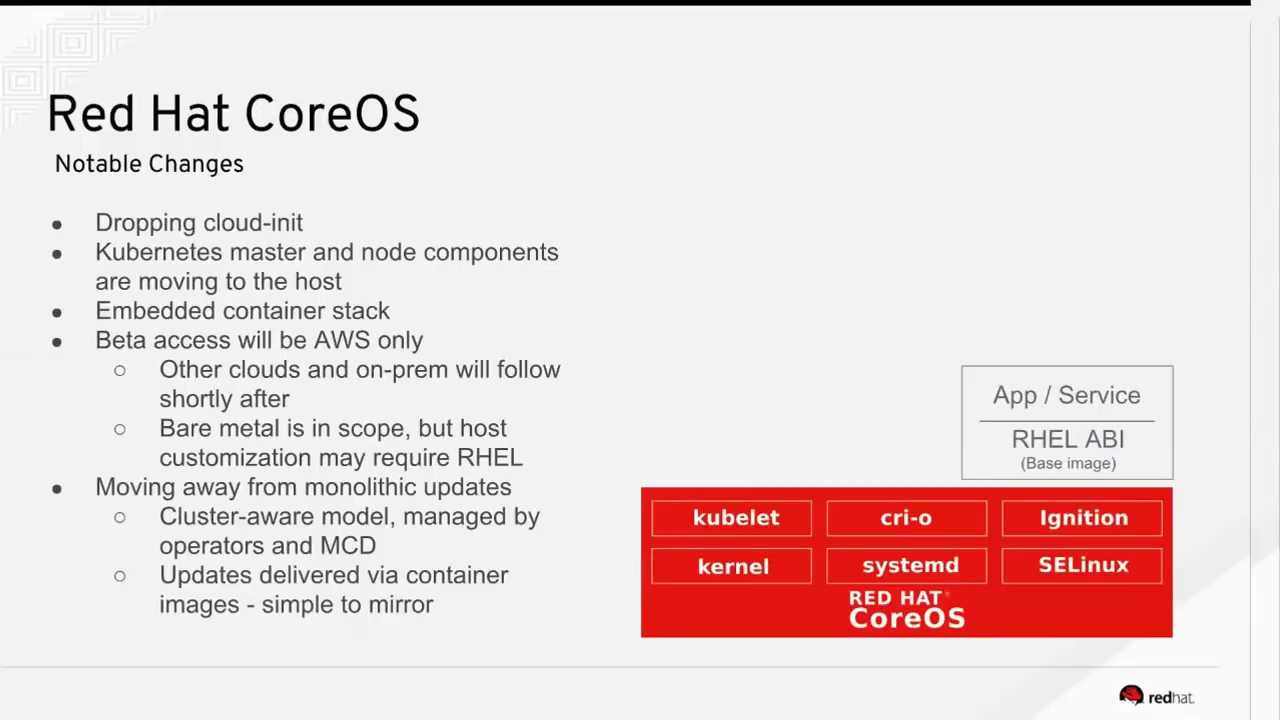 Red Hat CoreOS
Notable Changes
● Dropping cloud-init
● Kubernetes master and node components
are moving to the host
● Embedded container stack
● Beta access will be AWS only
○ Other clouds and on-prem will follow
shortly after
○ Bare metal is in scope, but host
customization may require RHEL
● Moving away from monolithic updates
○ Cluster-aware model, managed by
operators and MCD
○ Updates delivered via container
images - simple to mirror
App / Service
RHEL ABI
(Base image)
kubelet cri-o Ignition
kernel systemd SELinux
RED HAT
CoreOS
redhat.